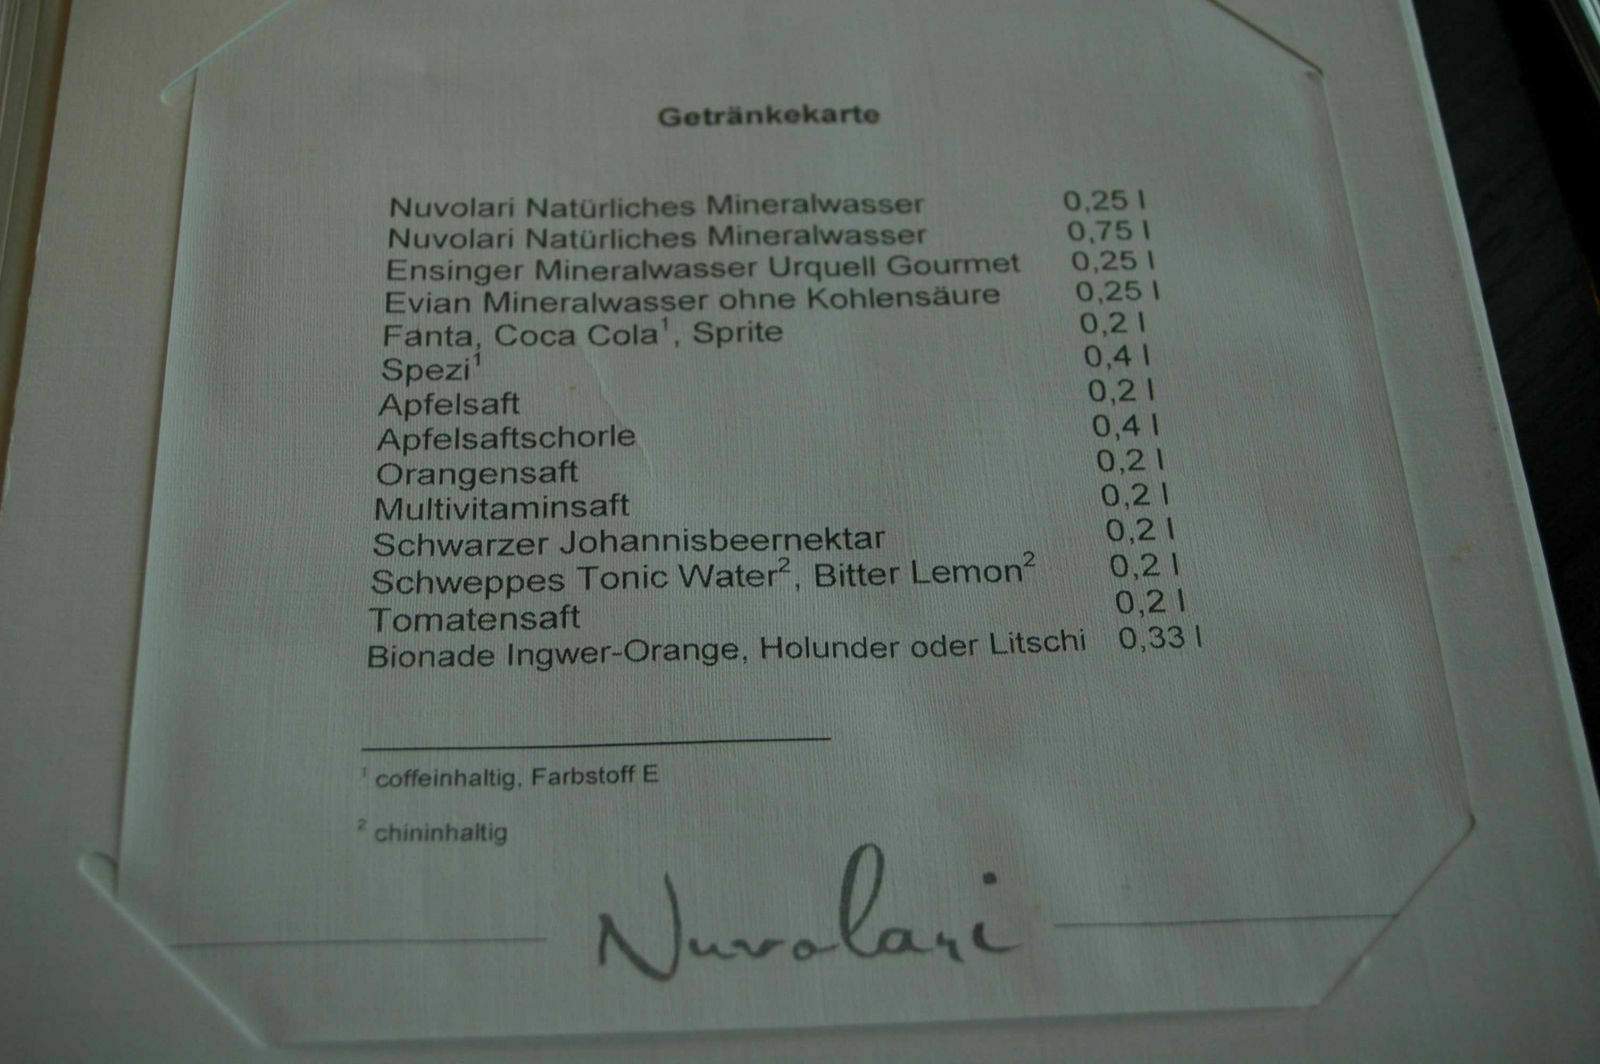 Getränkekarte
Nuvolari Natürliches Mineralwasser 0,25 l
Nuvolari Natürliches Mineralwasser 0,75 l
Ensinger Mineralwasser Urquell Gourmet 0,25 l
Evian Mineralwasser ohne Kohlensäure 0,25 l
Fanta, Coca Cola¹, Sprite 0,2 l
Spezi¹ 0,4 l
Apfelsaft 0,2 l
Apfelsaftschorle 0,4 l
Orangensaft 0,2 l
Multivitaminsaft 0,2 l
Schwarzer Johannisbeernektar 0,2 l
Schweppes Tonic Water², Bitter Lemon² 0,2 l
Tomatensaft 0,2 l
Bionade Ingwer-Orange, Holunder oder Litschi 0,33 l
¹ coffeinhaltig, Farbstoff E
² chininhaltig
Nuvolari